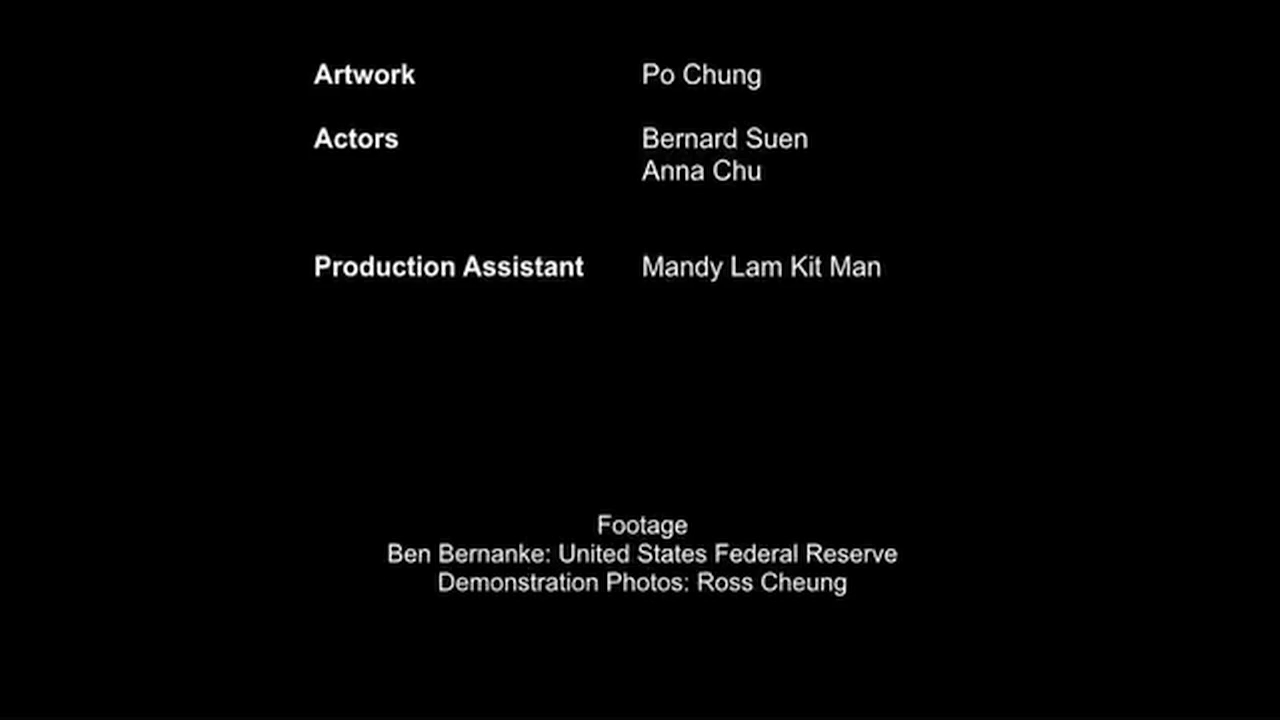 Artwork Po Chung
Actors Bernard Suen
Anna Chu
Production Assistant Mandy Lam Kit Man
Footage
Ben Bernanke: United States Federal Reserve
Demonstration Photos: Ross Cheung